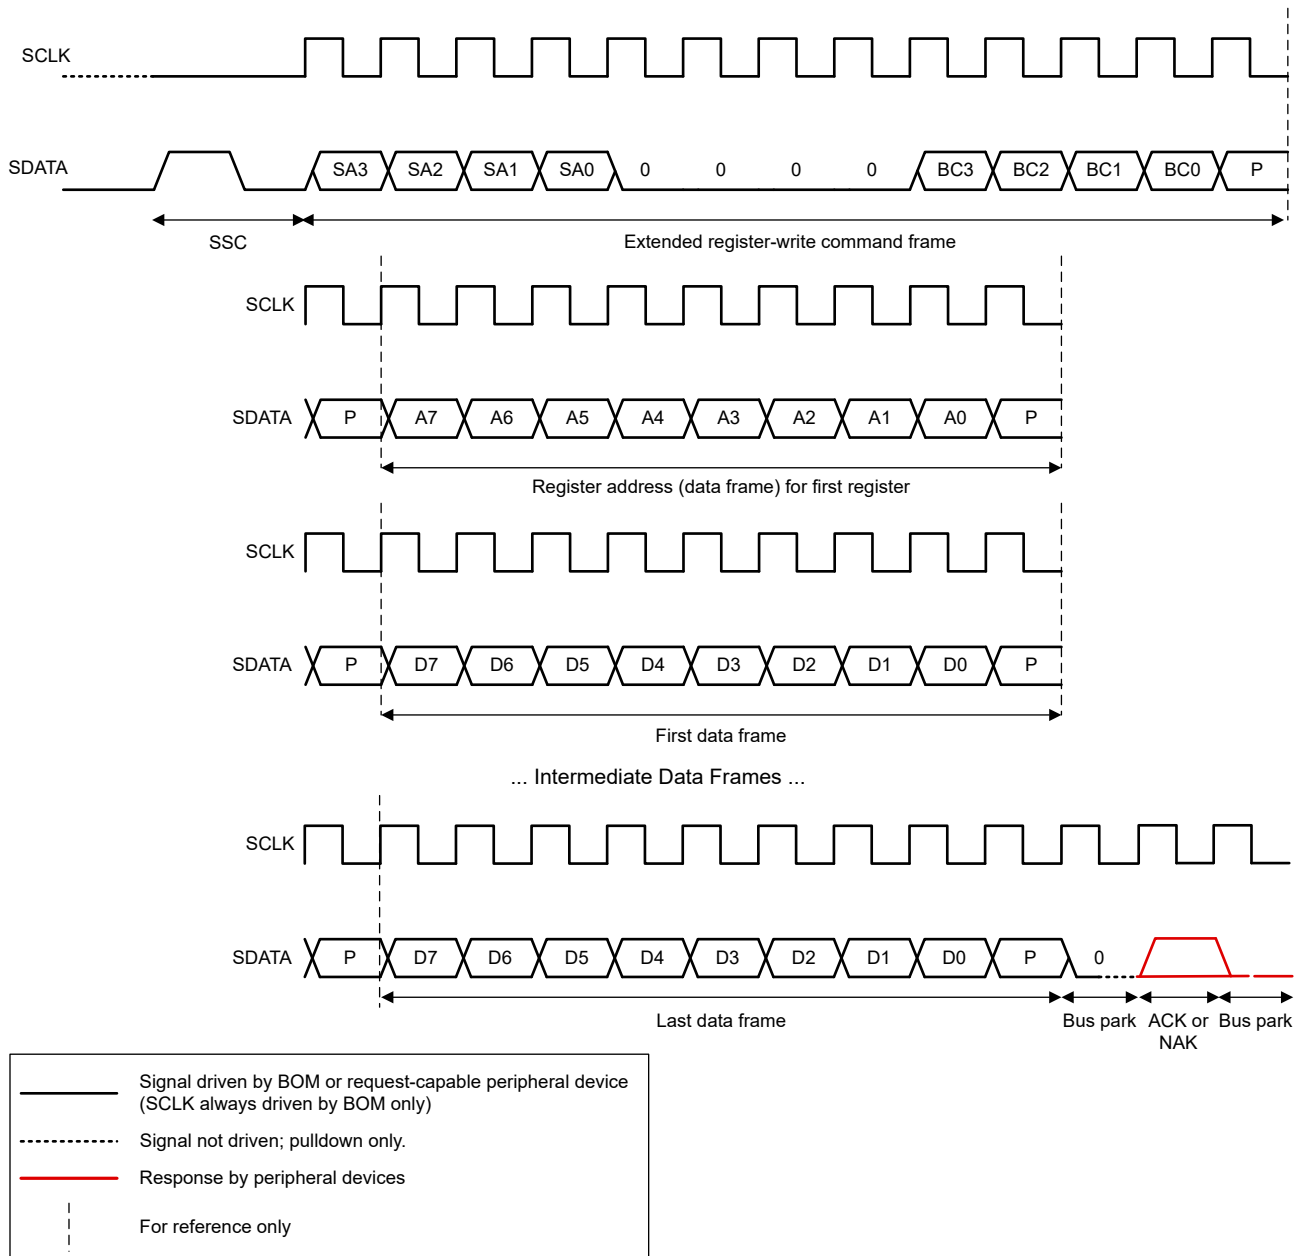 SCLK
SDATA SA3 SA2 SA1 SA0 0 0 0 0 BC3 BC2 BC1 BC0 P
SSC Extended register-write command frame
SCLK
SDATA P A7 A6 A5 A4 A3 A2 A1 A0 P
Register address (data frame) for first register
SCLK
SDATA P D7 D6 D5 D4 D3 D2 D1 D0 P
First data frame
... Intermediate Data Frames ...
SCLK
SDATA P D7 D6 D5 D4 D3 D2 D1 D0 P 0
Last data frame Bus park ACK or Bus park
NAK
Signal driven by BOM or request-capable peripheral device
(SCLK always driven by BOM only)
Signal not driven; pulldown only.
Response by peripheral devices
For reference only